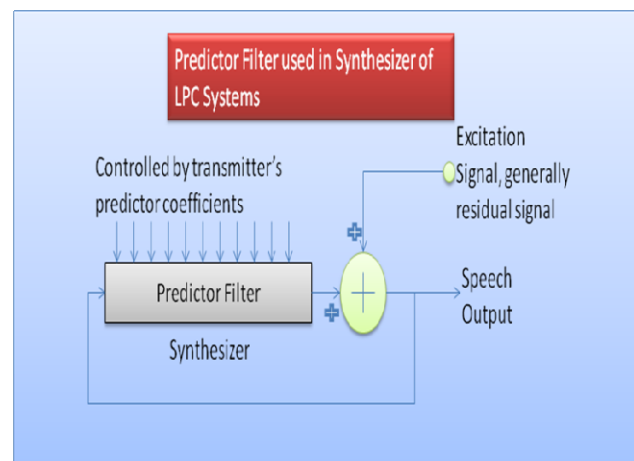 Predictor Filter used in Synthesizer of
LPC Systems
Excitation
Signal, generally
residual signal
Controlled by transmitter's
predictor coefficients
Predictor Filter
Synthesizer
Speech
Output